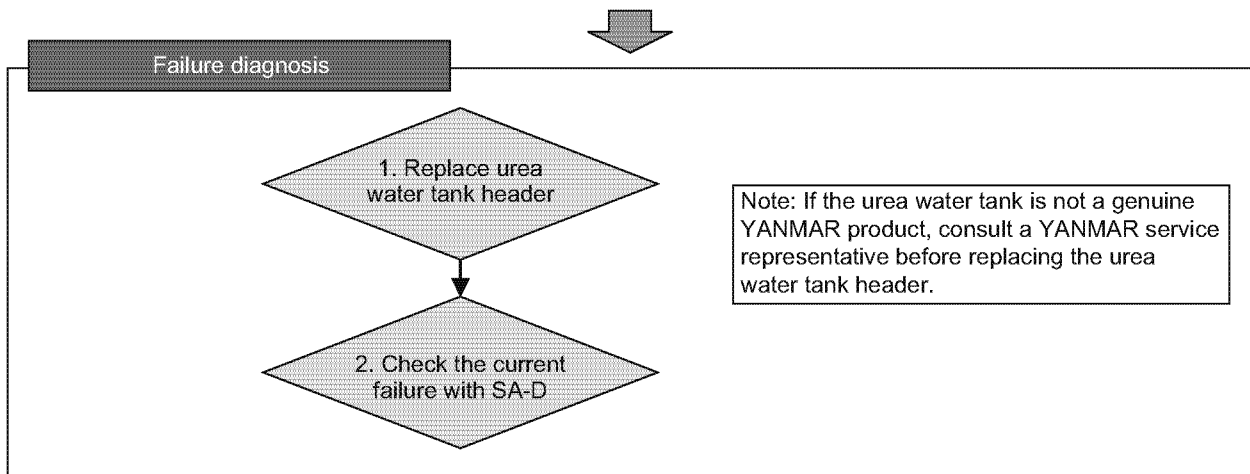 Failure diagnosis
1. Replace urea
water tank header
Note: If the urea water tank is not a genuine
YANMAR product, consult a YANMAR service
representative before replacing the urea
water tank header.
2. Check the current
failure with SA-D